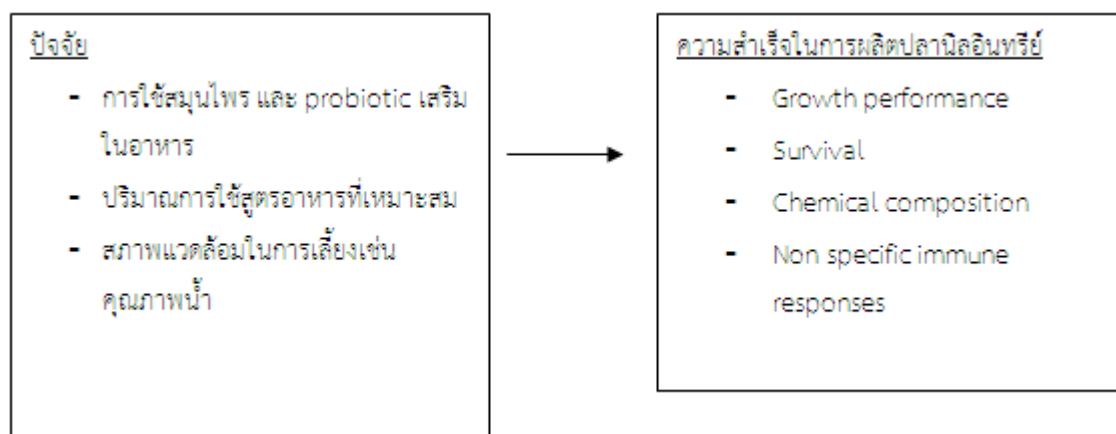 ปัจจัย
- การใช้สมุนไพร และ probiotic เสริม
ในอาหาร
- ปริมาณการใช้สูตรอาหารที่เหมาะสม
- สภาพแวดล้อมในการเลี้ยงเช่น
คุณภาพน้ำ
ความสำเร็จในการผลิตปลานิลอินทรีย์
- Growth performance
- Survival
- Chemical composition
- Non specific immune
responses